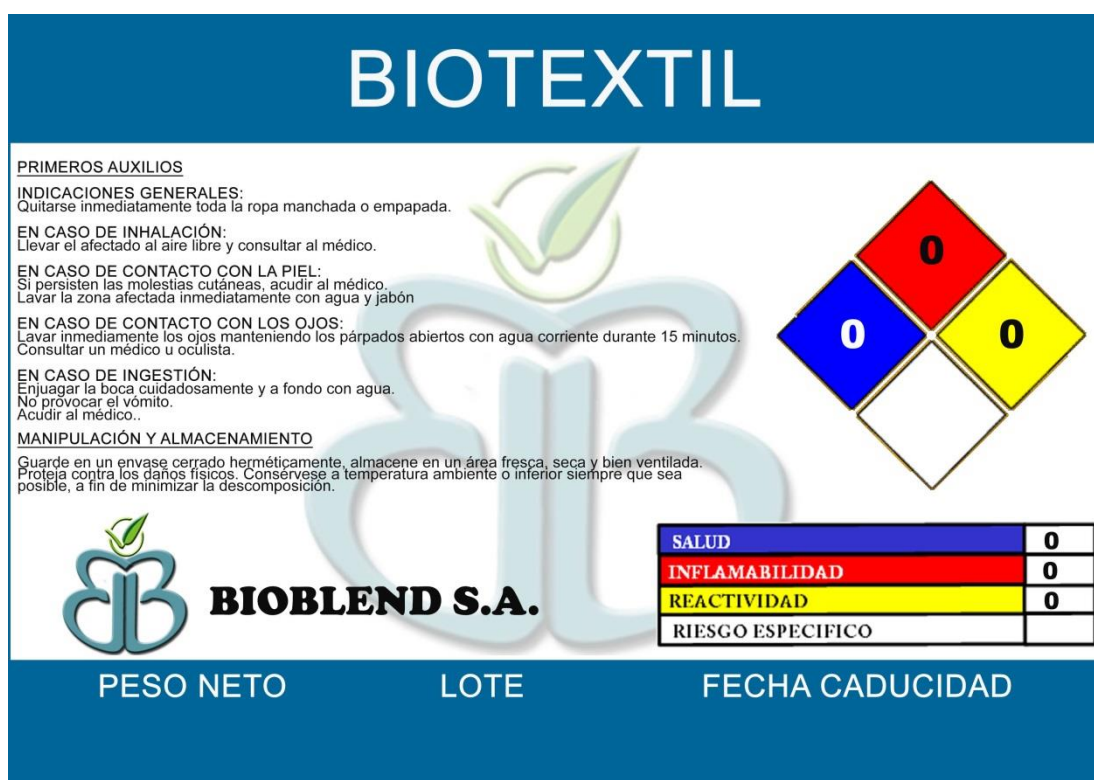 BIOTEXTIL
PRIMEROS AUXILIOS
INDICACIONES GENERALES:
Quitarse inmediatamente toda la ropa manchada o empapada.
EN CASO DE INHALACIÓN:
Llevar el afectado al aire libre y consultar al médico.
EN CASO DE CONTACTO CON LA PIEL:
Si persisten las molestias cutáneas, acudir al médico.
Lavar la zona afectada inmediatamente con agua y jabón
EN CASO DE CONTACTO CON LOS OJOS:
Lavar inmediamente los ojos manteniendo los párpados abiertos con agua corriente durante 15 minutos.
Consultar un médico u oculista.
EN CASO DE INGESTIÓN:
Enjuagar la boca cuidadosamente y a fondo con agua.
No provocar el vómito.
Acudir al médico..
MANIPULACIÓN Y ALMACENAMIENTO
Guarde en un envase cerrado herméticamente, almacene en un área fresca, seca y bien ventilada.
Proteja contra los daños físicos. Consérvese a temperatura ambiente o inferior siempre que sea
posible, a fin de minimizar la descomposición.
0
0
0
BIOBLEND S.A.
SALUD 0
INFLAMABILIDAD 0
REACTIVIDAD 0
RIESGO ESPECIFICO
PESO NETO
LOTE
FECHA CADUCIDAD